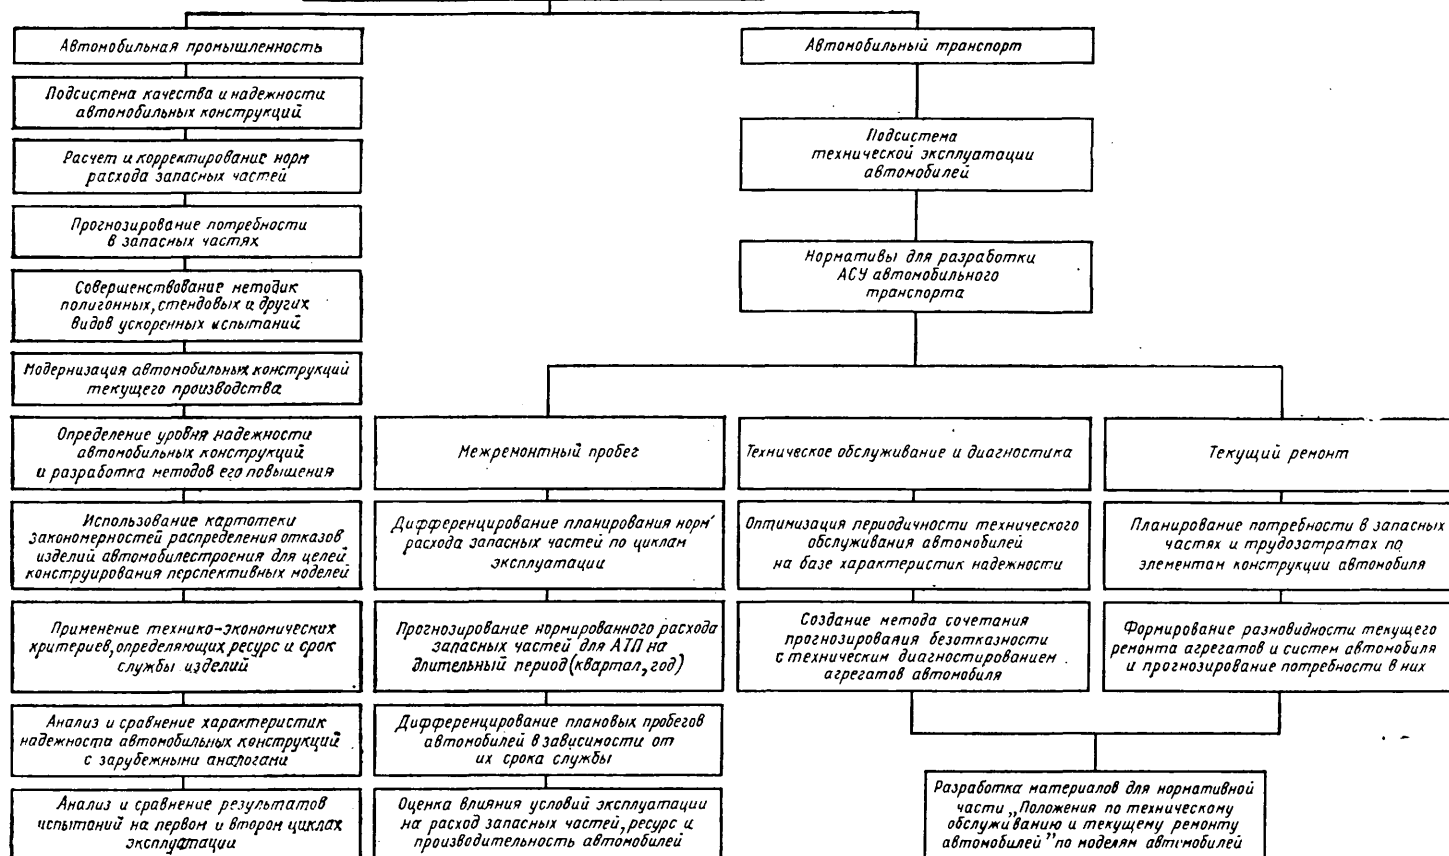 Автомобильная промышленность
Автомобильный транспорт
Подсистема качества и надежности
автомобильных конструкций
Расчет и корректирование норм
расхода запасных частей
Прогнозирование потребности
в запасных частях
Совершенствование методик
полигонных, стендовых и других
видов ускоренных испытаний
Модернизация автомобильных конструкций
текущего производства
Определение уровня надежности
автомобильных конструкций
и разработка методов его повышения
Использование картотеки
закономерностей распределения отказов
изделий автомобилестроения для целей
конструирования перспективных моделей
Применение технико-экономических
критериев, определяющих ресурс и срок
службы изделий
Анализ и сравнение характеристик
надежноста автомобильных конструкций
с зарубежными аналогами
Анализ и сравнение результатов
испытаний на первом и втором циклах
эксплуатации
Подсистема
технической эксплуатации
автомобилей
Нормативы для разработки
АСУ автомобильного
транспорта
Межремонтный пробег
Дифференцирование планирования норм
расхода запасных частей по циклам
эксплуатации
Прогнозирование нормированного расхода
запасных частей для АТП на
длительный период (квартал, год)
Дифференцирование плановых пробегов
автомобилей в зависимости от
их срока службы
Оценка влияния условий эксплуатации
на расход запасных частей, ресурс и
производительность автомобилей
Техническое обслуживание и диагностика
Оптимизация периодичности технического
обслуживания автомобилей
на базе характеристик надежности
Создание метода сочетания
прогнозирования безотказности
с техническим диагностированием
агрегатов автомобиля
Текущий ремонт
Планирование потребности в запасных
частях и трудозатратах по
элементам конструкции автомобиля
Формирование разновидности текущего
ремонта агрегатов и систем автомобиля
и прогнозирование потребности в них
Разработка материалов для нормативной
части „Положения по техническому
обслуживанию и текущему ремонту
автомобилей" по моделям автомобилей